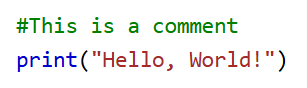 #This is a comment
print("Hello, World!")